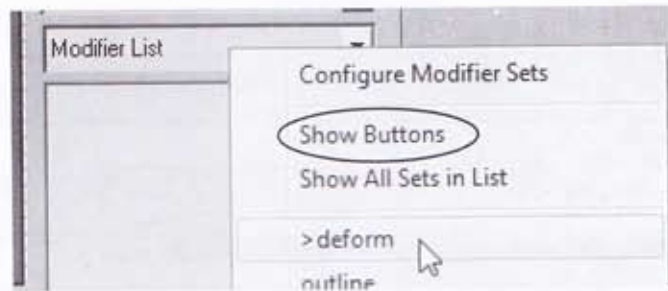 Modifier List
Configure Modifier Sets
Show Buttons
Show All Sets in List
>deform
outline